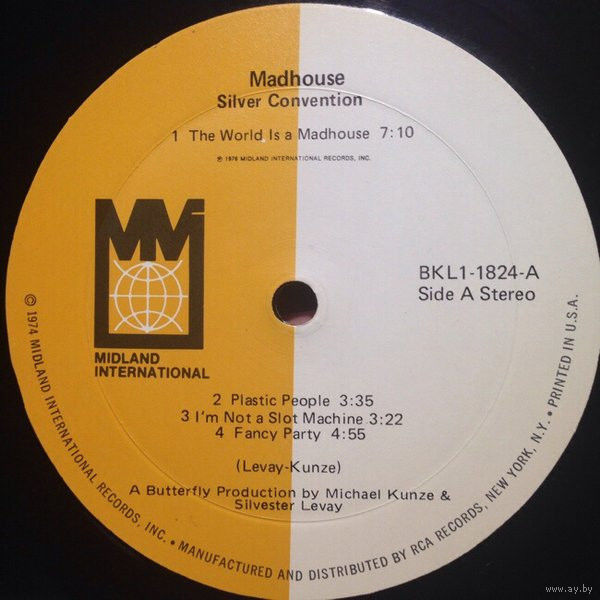 Madhouse
Silver Convention
1 The World Is a Madhouse 7:10
℗ 1976 MIDLAND INTERNATIONAL RECORDS, INC.
MIDLAND
INTERNATIONAL
BKL1-1824-A
Side A Stereo
2 Plastic People 3:35
3 I'm Not a Slot Machine 3:22
4 Fancy Party 4:55
(Levay-Kunze)
A Butterfly Production by Michael Kunze &
Silvester Levay
© 1974 MIDLAND INTERNATIONAL RECORDS, INC. • MANUFACTURED AND DISTRIBUTED BY RCA RECORDS, NEW YORK, N.Y. • PRINTED IN U.S.A.
www.ay.by